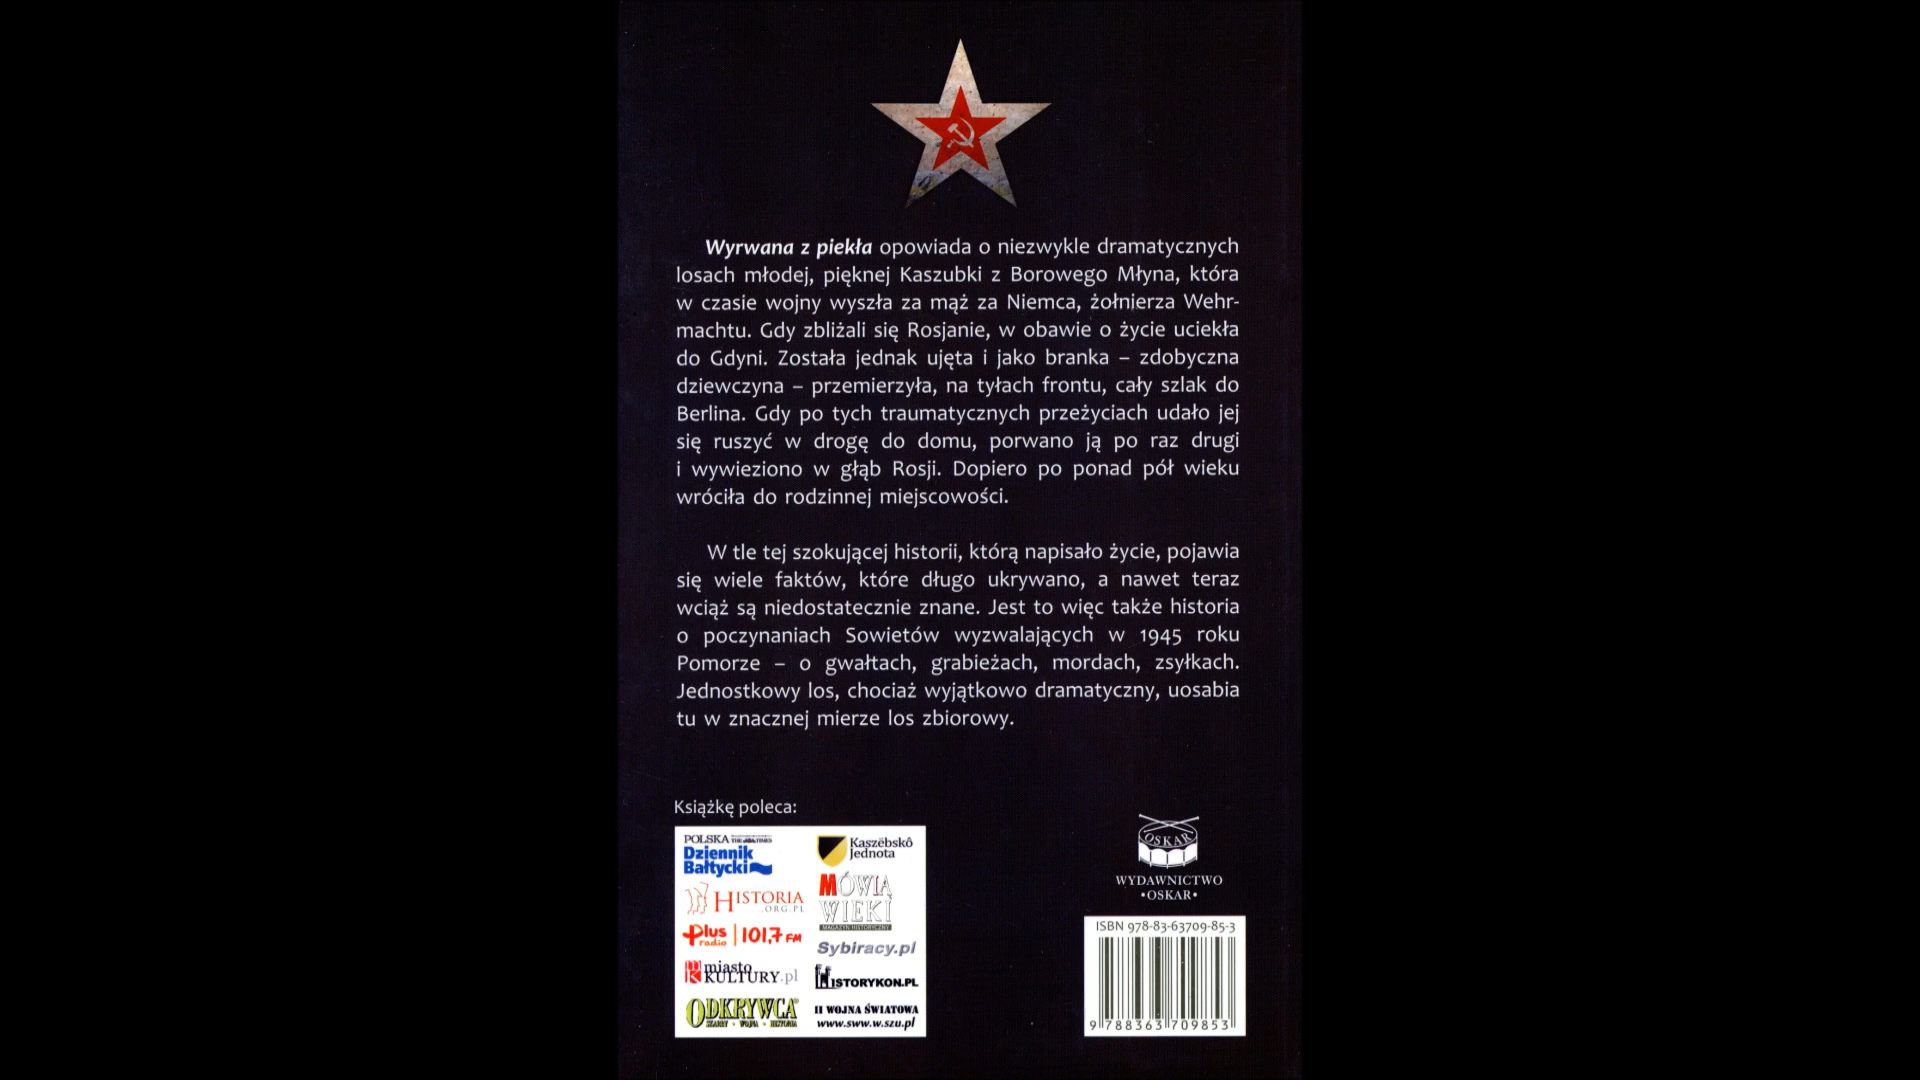 Wyrwana z piekła opowiada o niezwykle dramatycznych
losach młodej, pięknej Kaszubki z Borowego Młyna, która
w czasie wojny wyszła za mąż za Niemca, żołnierza Wehr-
machtu. Gdy zbliżali się Rosjanie, w obawie o życie uciekła
do Gdyni. Została jednak ujęta i jako branka – zdobyczna
dziewczyna – przemierzyła, na tyłach frontu, cały szlak do
Berlina. Gdy po tych traumatycznych przeżyciach udało jej
się ruszyć w drogę do domu, porwano ją po raz drugi
i wywieziono w głąb Rosji. Dopiero po ponad pół wieku
wróciła do rodzinnej miejscowości.
W tle tej szokującej historii, którą napisało życie, pojawia
się wiele faktów, które długo ukrywano, a nawet teraz
wciąż są niedostatecznie znane. Jest to więc także historia
o poczynaniach Sowietów wyzwalających w 1945 roku
Pomorze – o gwałtach, grabieżach, mordach, zsyłkach.
Jednostkowy los, chociaż wyjątkowo dramatyczny, uosabia
tu w znacznej mierze los zbiorowy.
Książkę poleca:
POLSKA
Dziennik
Bałtycki
HISTORIA
.ORG.PL
Plus
radio 101,7 FM
mk miasto
KULTURY.pl
ODKRYWCA
SKARBY • WOJNA • HISTORIA
Kaszëbskô
Jednota
MÓWIĄ
WIEKI
MAGAZYN HISTORYCZNY
Sybiracy.pl
HISTORYKON.PL
II WOJNA ŚWIATOWA
www.sww.w.szu.pl
OSKAR
WYDAWNICTWO
•OSKAR•
ISBN 978-83-63709-85-3
9 788363 709853